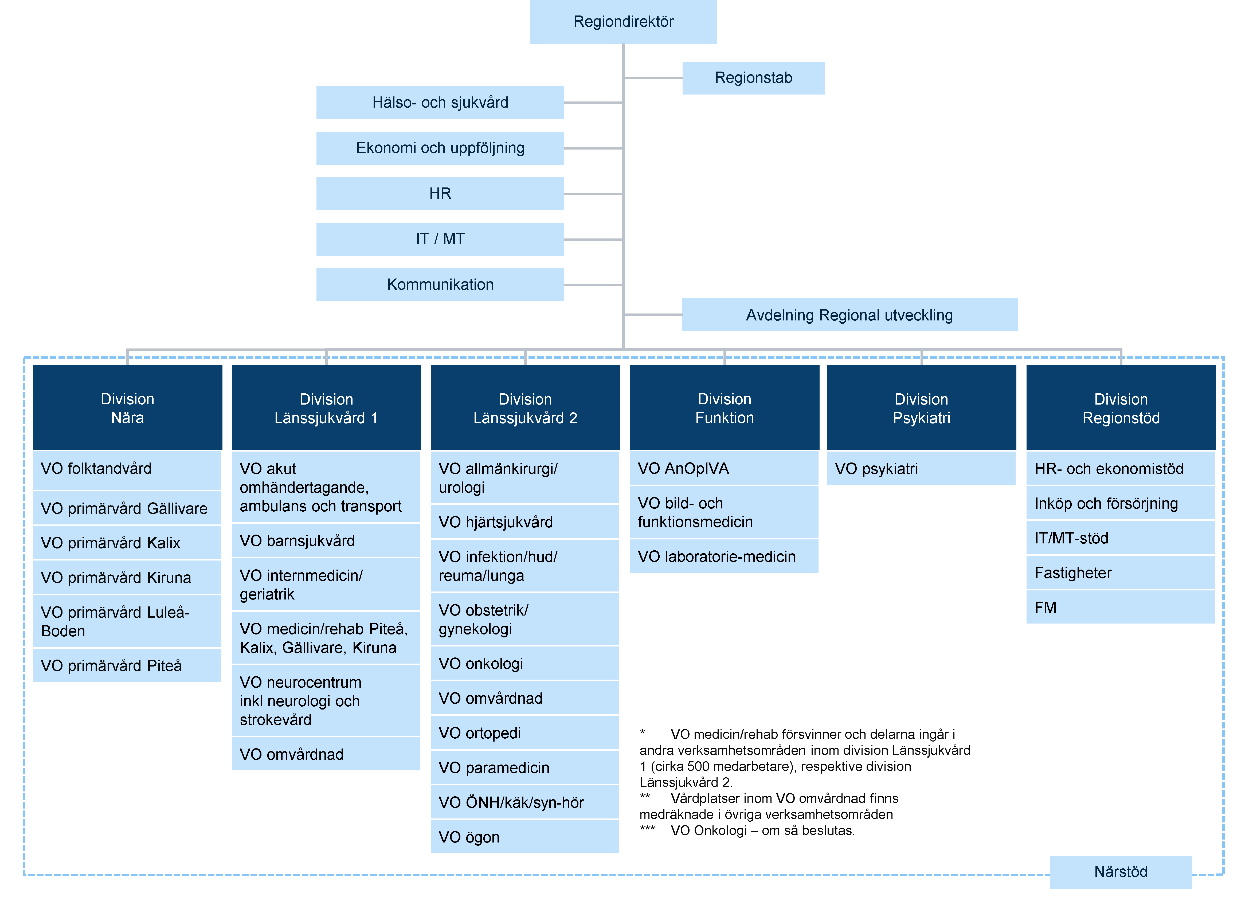 Regiondirektör
Regionstab
Hälso- och sjukvård
Ekonomi och uppföljning
HR
IT / MT
Kommunikation
Avdelning Regional utveckling
Division
Nära
VO folktandvård
VO primärvård Gällivare
VO primärvård Kalix
VO primärvård Kiruna
VO primärvård Luleå-
Boden
VO primärvård Piteå
Division
Länssjukvård 1
VO akut
omhändertagande,
ambulans och transport
VO barnsjukvård
VO internmedicin/
geriatrik
VO medicin/rehab Piteå,
Kalix, Gällivare, Kiruna
VO neurocentrum
inkl neurologi och
strokevård
VO omvårdnad
Division
Länssjukvård 2
VO allmänkirurgi/
urologi
VO hjärtsjukvård
VO infektion/hud/
reuma/lunga
VO obstetrik/
gynekologi
VO onkologi
VO omvårdnad
VO ortopedi
VO paramedicin
VO ÖNH/käk/syn-hör
VO ögon
Division
Funktion
VO AnOpIVA
VO bild- och
funktionsmedicin
VO laboratorie-medicin
Division
Psykiatri
VO psykiatri
Division
Regionstöd
HR- och ekonomistöd
Inköp och försörjning
IT/MT-stöd
Fastigheter
FM
* VO medicin/rehab försvinner och delarna ingår i
andra verksamhetsområden inom division Länssjukvård
1 (cirka 500 medarbetare), respektive division
Länssjukvård 2.
** Vårdplatser inom VO omvårdnad finns
medräknade i övriga verksamhetsområden
*** VO Onkologi – om så beslutas.
Närstöd